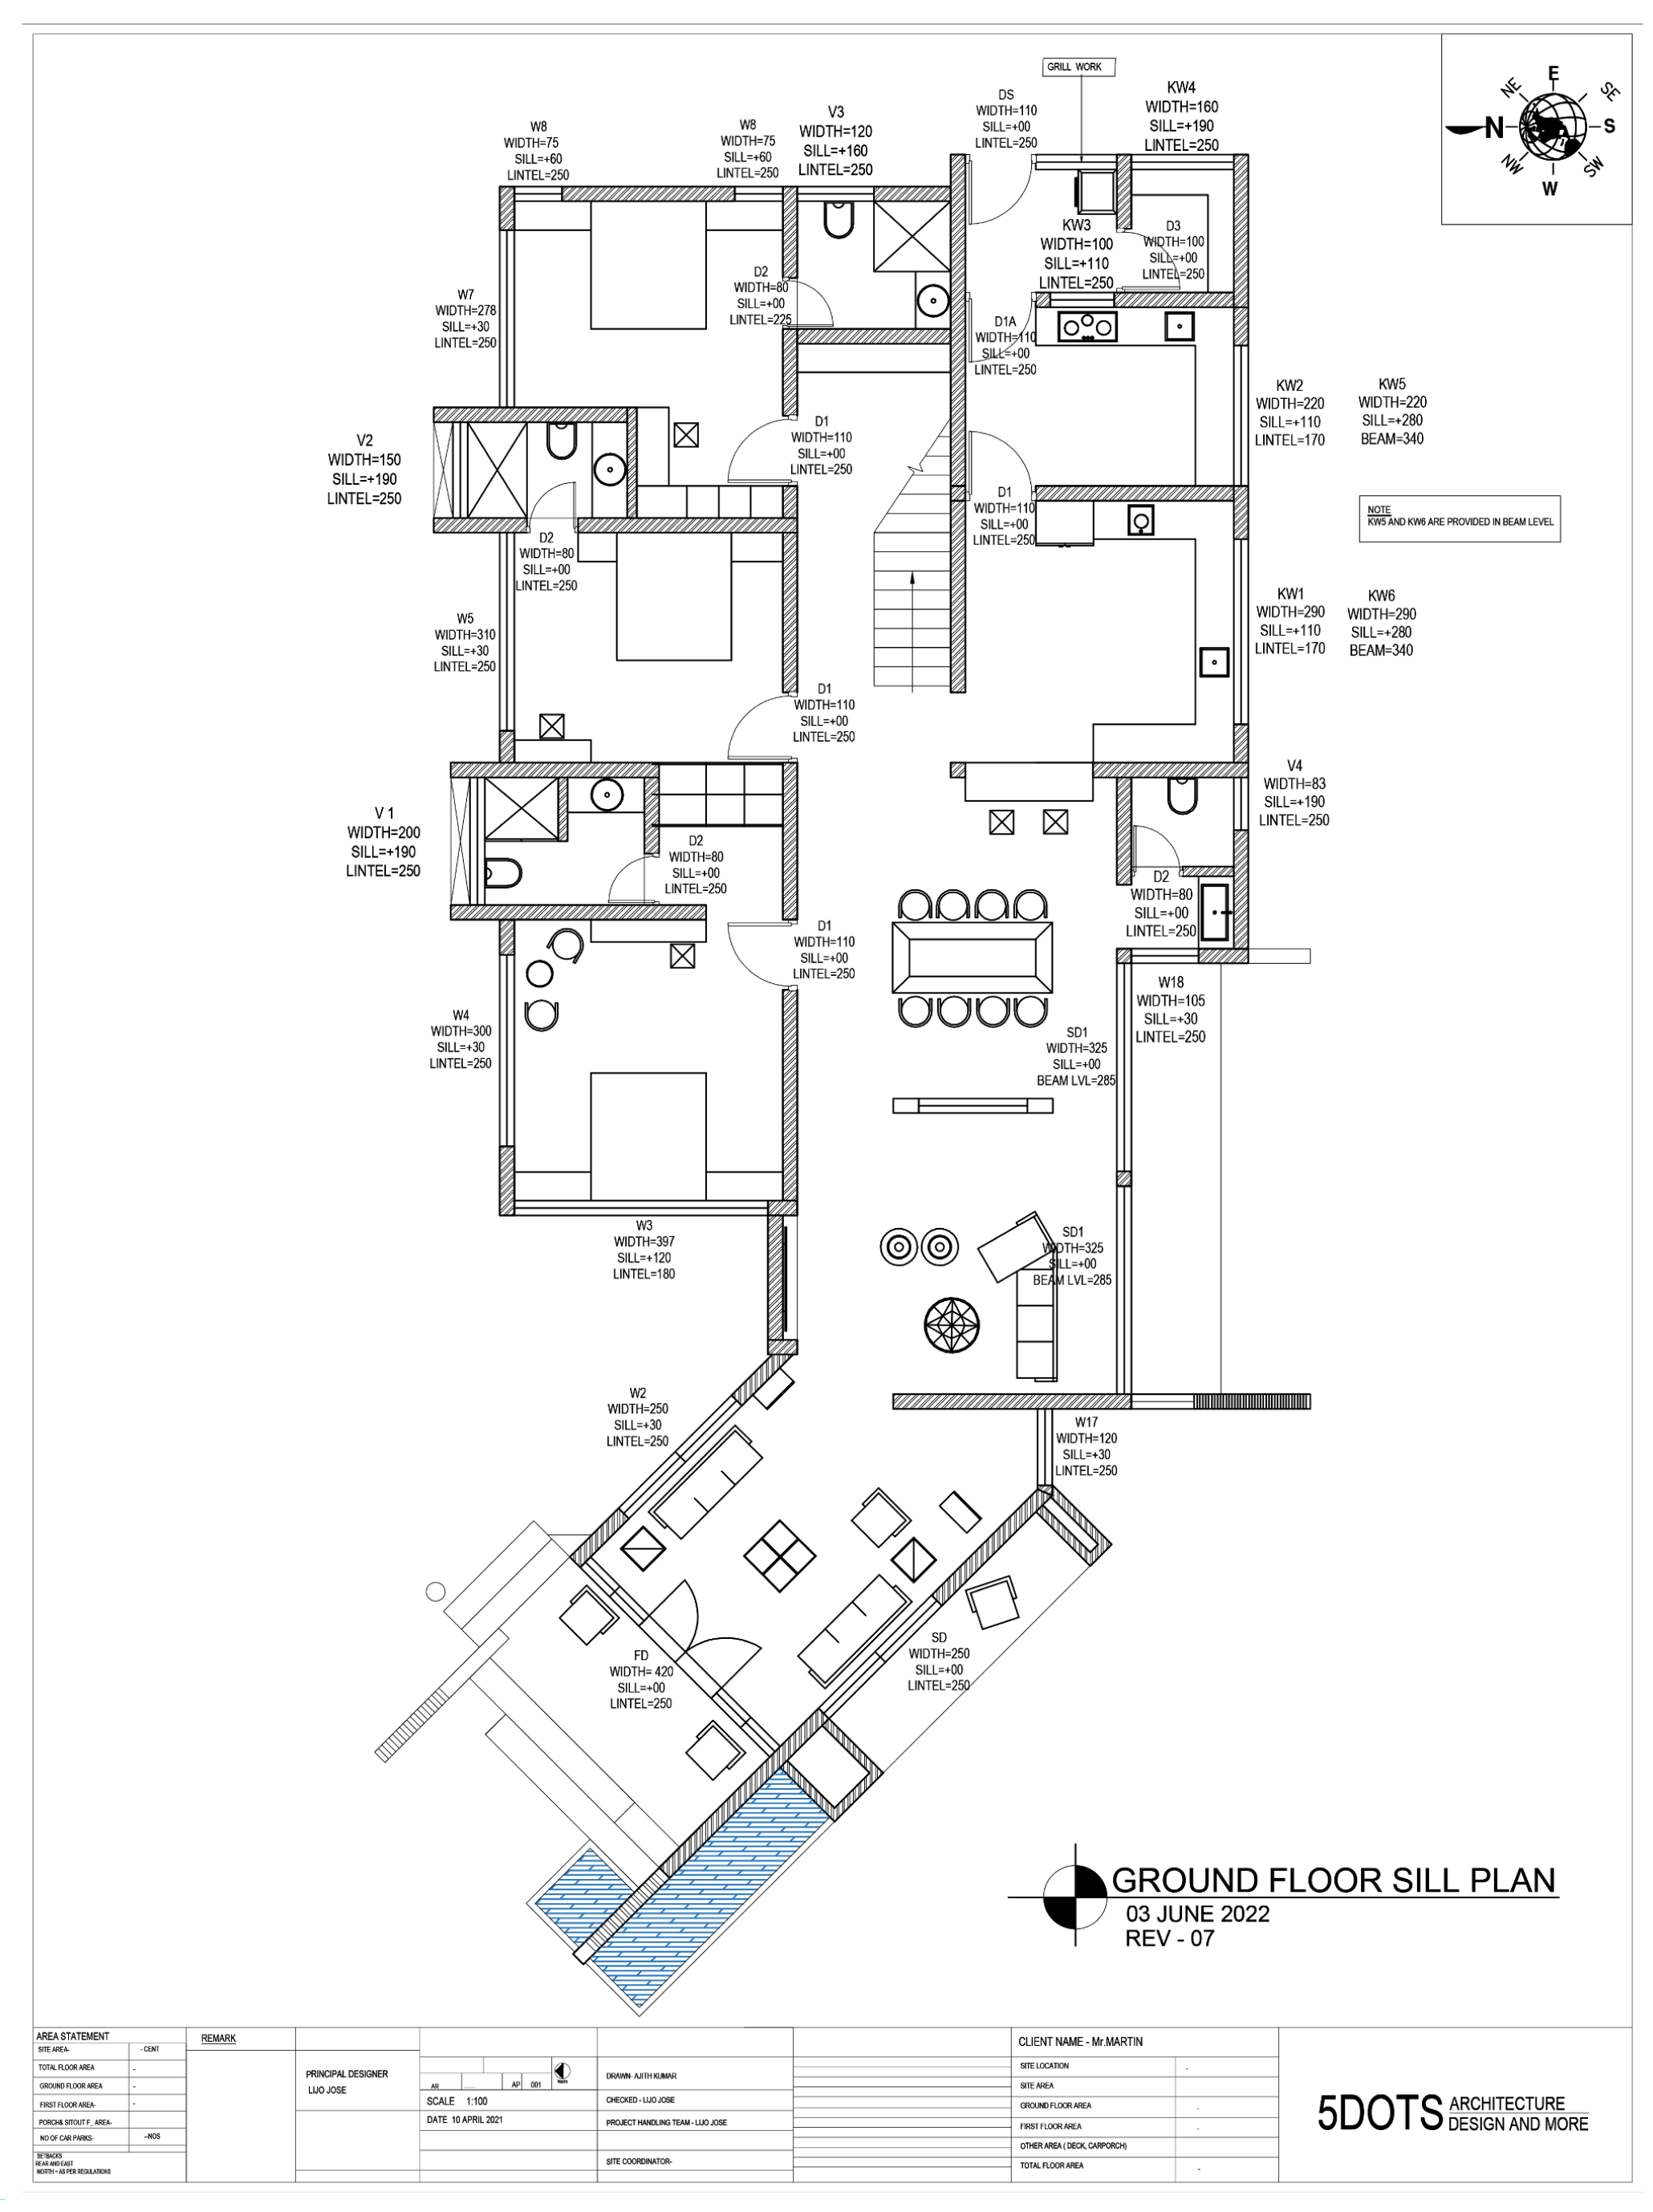 GRILL WORK
E
NE
SE
N
S
NW
SW
W
DS
WIDTH=110
SILL=+00
LINTEL=250
KW4
WIDTH=160
SILL=+190
LINTEL=250
W8
WIDTH=75
SILL=+60
LINTEL=250
W8
WIDTH=75
SILL=+60
LINTEL=250
V3
WIDTH=120
SILL=+160
LINTEL=250
KW3
WIDTH=100
SILL=+110
LINTEL=250
D3
WIDTH=100
SILL=+00
LINTEL=250
D2
WIDTH=80
SILL=+00
LINTEL=225
W7
WIDTH=278
SILL=+30
LINTEL=250
D1A
WIDTH=110
SILL=+00
LINTEL=250
KW2
WIDTH=220
SILL=+110
LINTEL=170
KW5
WIDTH=220
SILL=+280
BEAM=340
V2
WIDTH=150
SILL=+190
LINTEL=250
D1
WIDTH=110
SILL=+00
LINTEL=250
D1
WIDTH=110
SILL=+00
LINTEL=250
NOTE
KW5 AND KW6 ARE PROVIDED IN BEAM LEVEL
D2
WIDTH=80
SILL=+00
LINTEL=250
W5
WIDTH=310
SILL=+30
LINTEL=250
KW1
WIDTH=290
SILL=+110
LINTEL=170
KW6
WIDTH=290
SILL=+280
BEAM=340
D1
WIDTH=110
SILL=+00
LINTEL=250
V4
WIDTH=83
SILL=+190
LINTEL=250
V 1
WIDTH=200
SILL=+190
LINTEL=250
D2
WIDTH=80
SILL=+00
LINTEL=250
D2
WIDTH=80
SILL=+00
LINTEL=250
D1
WIDTH=110
SILL=+00
LINTEL=250
W18
WIDTH=105
SILL=+30
LINTEL=250
W4
WIDTH=300
SILL=+30
LINTEL=250
SD1
WIDTH=325
SILL=+00
BEAM LVL=285
W3
WIDTH=397
SILL=+120
LINTEL=180
SD1
WIDTH=325
SILL=+00
BEAM LVL=285
W2
WIDTH=250
SILL=+30
LINTEL=250
W17
WIDTH=120
SILL=+30
LINTEL=250
FD
WIDTH= 420
SILL=+00
LINTEL=250
SD
WIDTH=250
SILL=+00
LINTEL=250
GROUND FLOOR SILL PLAN
03 JUNE 2022
REV - 07
AREA STATEMENT
SITE AREA- - CENT
TOTAL FLOOR AREA -
GROUND FLOOR AREA -
FIRST FLOOR AREA- -
PORCH& SITOUT F_ AREA-
NO OF CAR PARKS- --NOS
SETBACKS
REAR AND EAST
NORTH = AS PER REGULATIONS
REMARK
PRINCIPAL DESIGNER
LIJO JOSE
AR AP 001
SCALE 1:100
DATE 10 APRIL 2021
DRAWN- AJITH KUMAR
CHECKED - LIJO JOSE
PROJECT HANDLING TEAM - LIJO JOSE
SITE COORDINATOR-
CLIENT NAME - Mr.MARTIN
SITE LOCATION -
SITE AREA
GROUND FLOOR AREA -
FIRST FLOOR AREA -
OTHER AREA ( DECK, CARPORCH)
TOTAL FLOOR AREA -
5DOTS ARCHITECTURE
DESIGN AND MORE